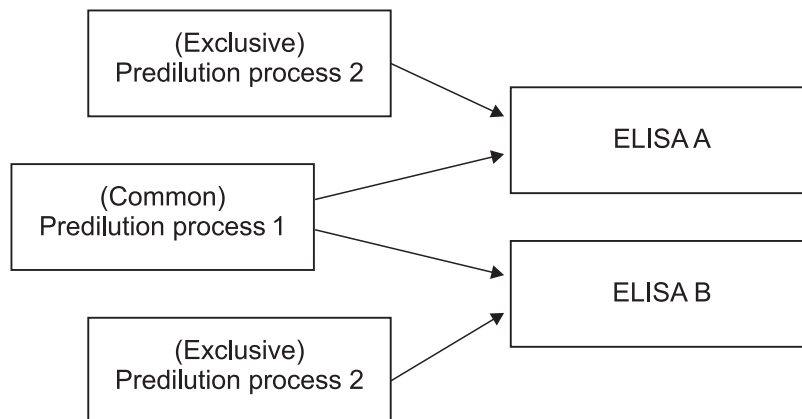 (Exclusive)
Predilution process 2
ELISA A
(Common)
Predilution process 1
ELISA B
(Exclusive)
Predilution process 2